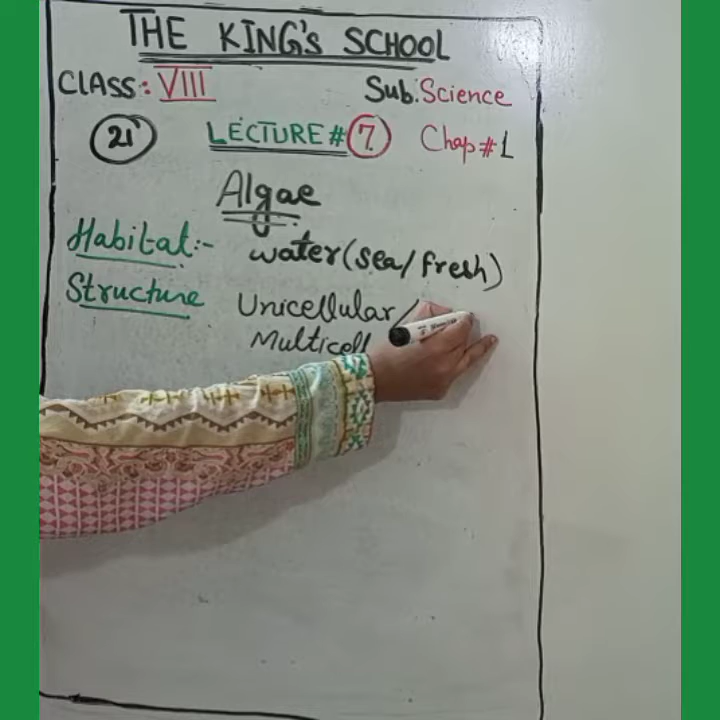 THE KING'S SCHOOL
CLASS: VIII Sub. Science
21 LECTURE # 7 Chap # 1
Algae
Habitat:- water (sea/fresh)
Structure Unicellular/
Multicell